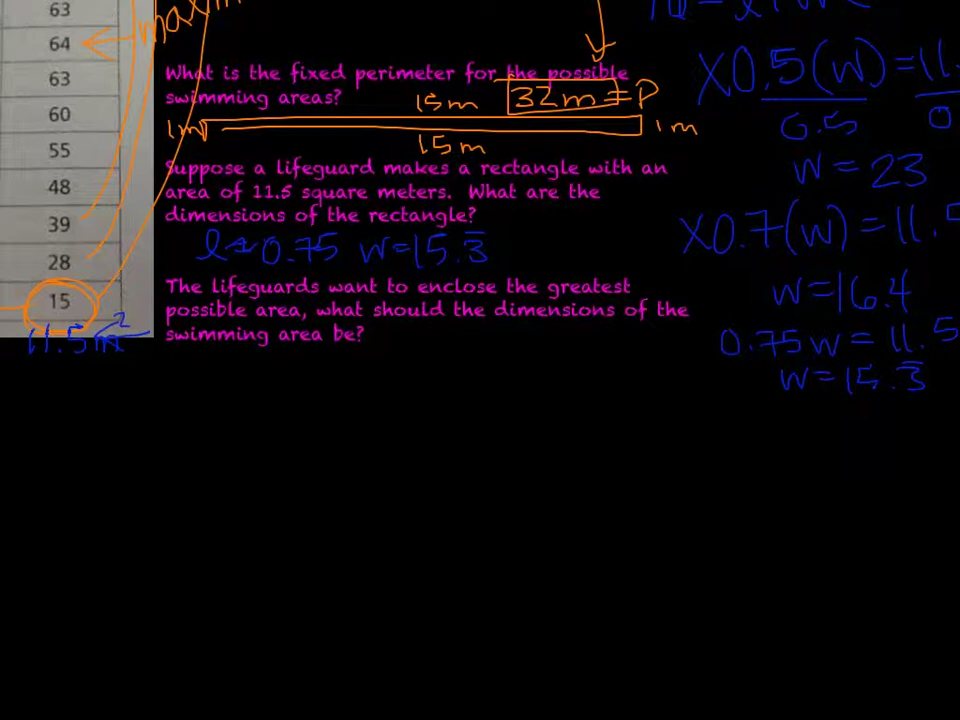 63
64
63
60
55
48
39
28
15
11.5m²
What is the fixed perimeter for the possible
swimming areas?
32m = P
15m
1m
1m
15m
Suppose a lifeguard makes a rectangle with an
area of 11.5 square meters. What are the
dimensions of the rectangle?
l≈0.75 w=15.3̅
The lifeguards want to enclose the greatest
possible area, what should the dimensions of the
swimming area be?
X0.5(w)=11.
0.5
0
w=23
X0.7(w)=11.5
w=16.4
0.75w=11.5
w=15.3̅